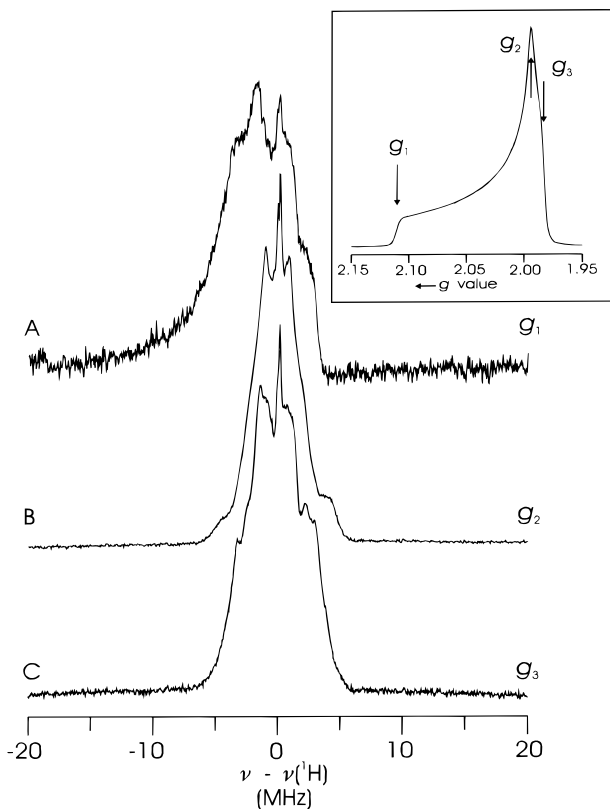 g₂
g₃
g₁
2.15 2.10 2.05 2.00 1.95
← g value
A g₁
B g₂
C g₃
-20 -10 0 10 20
ν - ν(¹H)
(MHz)